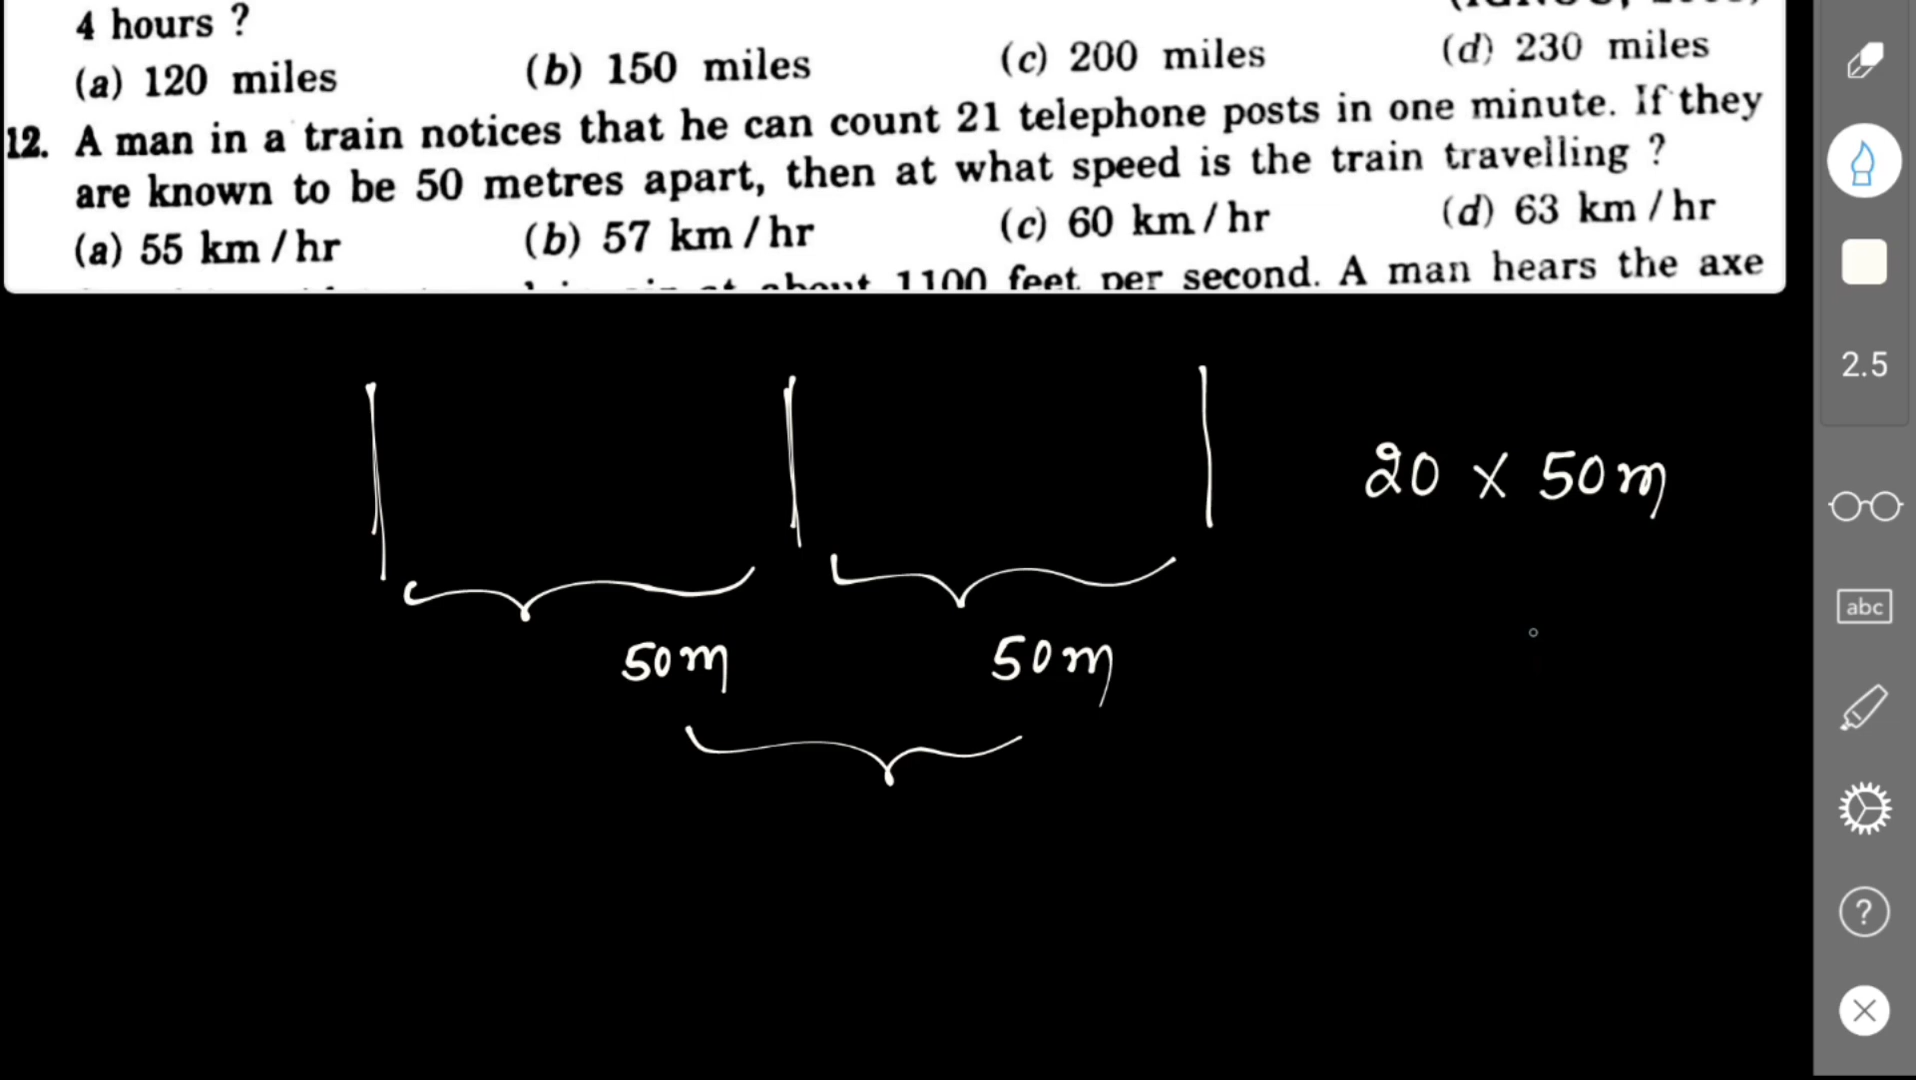 4 hours ?
(a) 120 miles (b) 150 miles (c) 200 miles (d) 230 miles
12. A man in a train notices that he can count 21 telephone posts in one minute. If they
are known to be 50 metres apart, then at what speed is the train travelling ?
(a) 55 km / hr (b) 57 km / hr (c) 60 km / hr (d) 63 km / hr
about 1100 feet per second. A man hears the axe
20 × 50m
50m 50m
2.5
abc
?